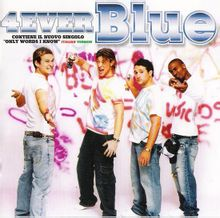 4EVER Blue
CONTIENE IL NUOVO SINGOLO
"ONLY WORDS I KNOW" ITALIAN VERSION